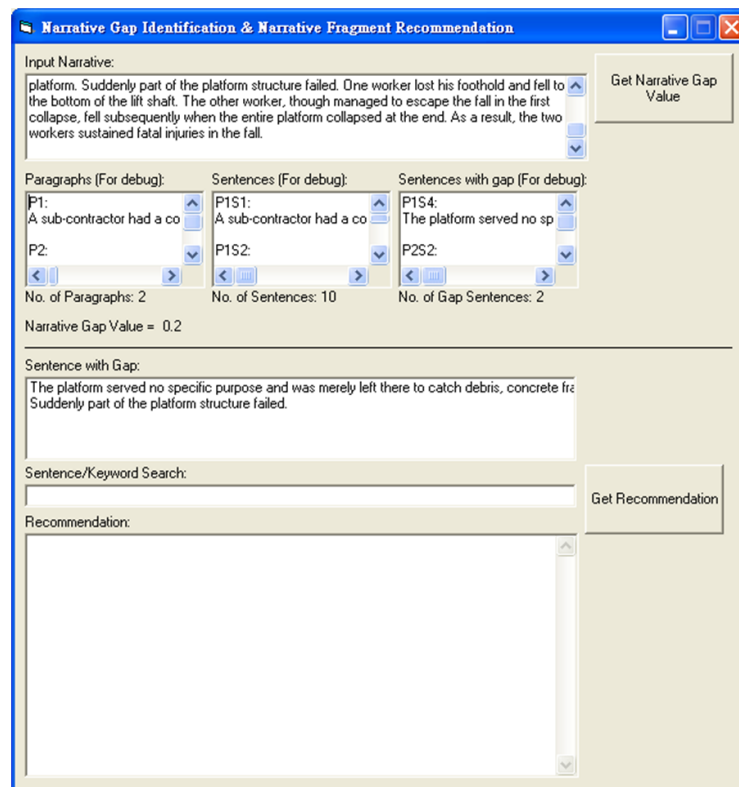 Narrative Gap Identification & Narrative Fragment Recommendation
Input Narrative:
platform. Suddenly part of the platform structure failed. One worker lost his foothold and fell to
the bottom of the lift shaft. The other worker, though managed to escape the fall in the first
collapse, fell subsequently when the entire platform collapsed at the end. As a result, the two
workers sustained fatal injuries in the fall.
Get Narrative Gap
Value
Paragraphs (For debug):
P1:
A sub-contractor had a co
P2:
No. of Paragraphs: 2
Sentences (For debug):
P1S1:
A sub-contractor had a co
P1S2:
No. of Sentences: 10
Sentences with gap (For debug):
P1S4:
The platform served no sp
P2S2:
No. of Gap Sentences: 2
Narrative Gap Value = 0.2
Sentence with Gap:
The platform served no specific purpose and was merely left there to catch debris, concrete fra
Suddenly part of the platform structure failed.
Sentence/Keyword Search:
Get Recommendation
Recommendation: